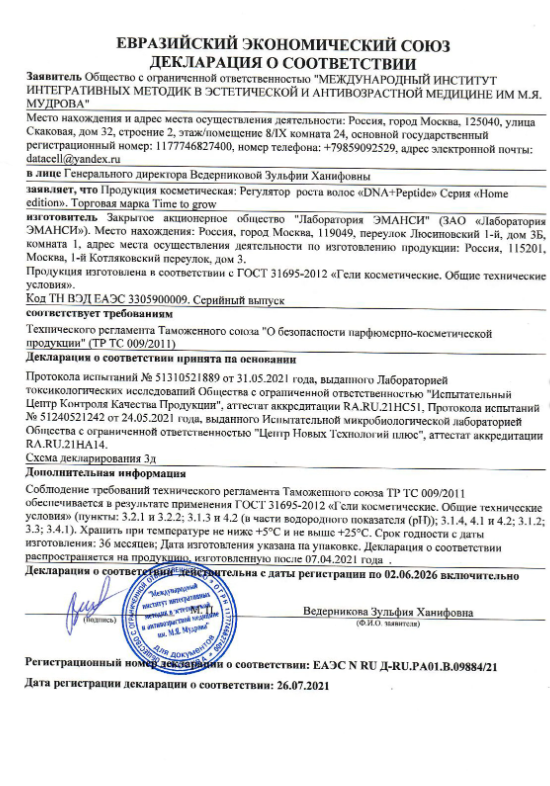 ЕВРАЗИЙСКИЙ ЭКОНОМИЧЕСКИЙ СОЮЗ
ДЕКЛАРАЦИЯ О СООТВЕТСТВИИ
Заявитель Общество с ограниченной ответственностью "МЕЖДУНАРОДНЫЙ ИНСТИТУТ
ИНТЕГРАТИВНЫХ МЕТОДИК В ЭСТЕТИЧЕСКОЙ И АНТИВОЗРАСТНОЙ МЕДИЦИНЕ ИМ М.Я.
МУДРОВА"
Место нахождения и адрес места осуществления деятельности: Россия, город Москва, 125040, улица
Скаковая, дом 32, строение 2, этаж/помещение 8/IX комната 24, основной государственный
регистрационный номер: 1177746827400, номер телефона: +79859092529, адрес электронной почты:
datacell@yandex.ru
в лице Генерального директора Ведерниковой Зульфии Ханифовны
заявляет, что Продукция косметическая: Регулятор роста волос «DNA+Peptide» Серия «Home
edition». Торговая марка Time to grow
изготовитель Закрытое акционерное общество "Лаборатория ЭМАНСИ" (ЗАО «Лаборатория
ЭМАНСИ»). Место нахождения: Россия, город Москва, 119049, переулок Люсиновский 1-й, дом 3Б,
комната 1, адрес места осуществления деятельности по изготовлению продукции: Россия, 115201,
Москва, 1-й Котляковский переулок, дом 3.
Продукция изготовлена в соответствии с ГОСТ 31695-2012 «Гели косметические. Общие технические
условия».
Код ТН ВЭД ЕАЭС 3305900009. Серийный выпуск
соответствует требованиям
Технического регламента Таможенного союза "О безопасности парфюмерно-косметической
продукции" (ТР ТС 009/2011)
Декларация о соответствии принята на основании
Протокола испытаний № 51310521889 от 31.05.2021 года, выданного Лабораторией
токсикологических исследований Общества с ограниченной ответственностью "Испытательный
Центр Контроля Качества Продукции", аттестат аккредитации RA.RU.21НС51, Протокола испытаний
№ 51240521242 от 24.05.2021 года, выданного Испытательной микробиологической лабораторией
Общества с ограниченной ответственностью "Центр Новых Технологий плюс", аттестат аккредитации
RA.RU.21НА14.
Схема декларирования 3д
Дополнительная информация
Соблюдение требований технического регламента Таможенного союза ТР ТС 009/2011
обеспечивается в результате применения ГОСТ 31695-2012 «Гели косметические. Общие технические
условия» (пункты: 3.2.1 и 3.2.2; 3.1.3 и 4.2 (в части водородного показателя (pH)); 3.1.4, 4.1 и 4.2; 3.1.2;
3.3; 3.4.1). Хранить при температуре не ниже +5°С и не выше +25°С. Срок годности с даты
изготовления: 36 месяцев; Дата изготовления указана на упаковке. Декларация о соответствии
распространяется на продукцию, изготовленную после 07.04.2021 года .
Декларация о соответствии действительна с даты регистрации по 02.06.2026 включительно
(подпись)
М.П.
Ведерникова Зульфия Ханифовна
(Ф.И.О. заявителя)
"Международный
институт интегративных
методик в эстетической
и антивозрастной медицине
им. М.Я. Мудрова"
для документов
Регистрационный номер декларации о соответствии: ЕАЭС N RU Д-RU.РА01.В.09884/21
Дата регистрации декларации о соответствии: 26.07.2021